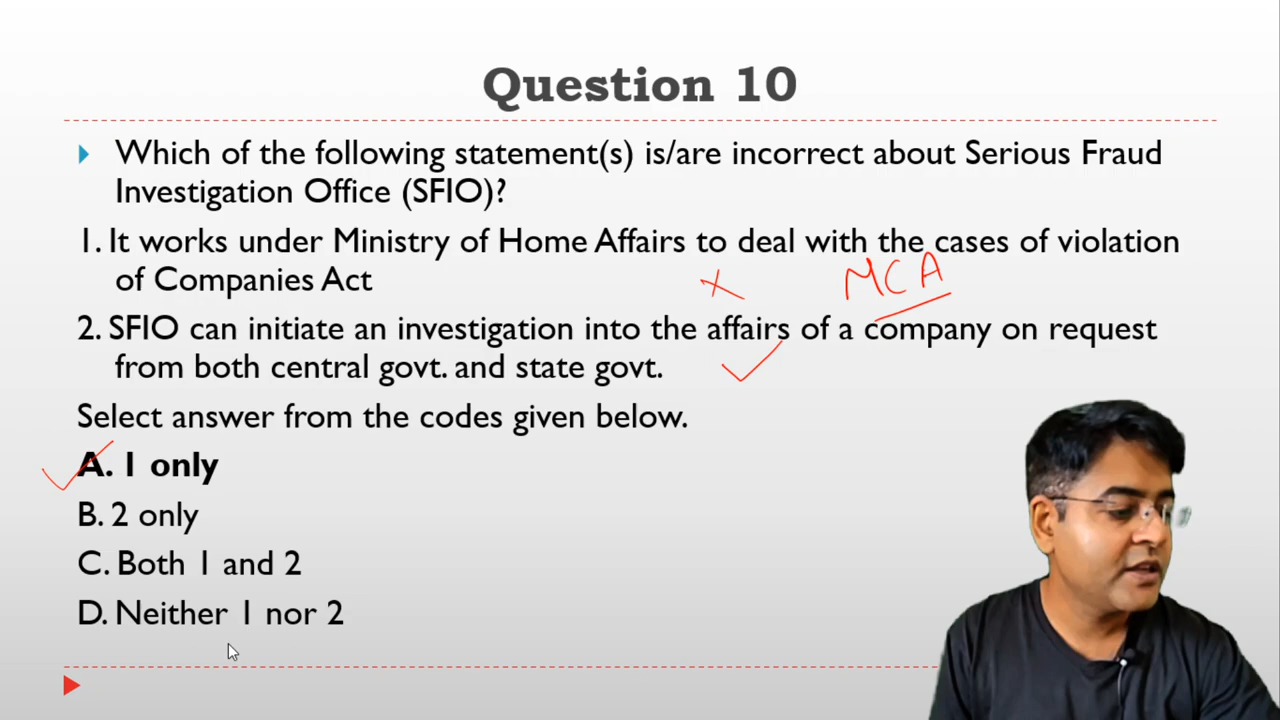 Question 10
Which of the following statement(s) is/are incorrect about Serious Fraud
Investigation Office (SFIO)?
1. It works under Ministry of Home Affairs to deal with the cases of violation
of Companies Act
MCA
2. SFIO can initiate an investigation into the affairs of a company on request
from both central govt. and state govt.
Select answer from the codes given below.
A. 1 only
B. 2 only
C. Both 1 and 2
D. Neither 1 nor 2